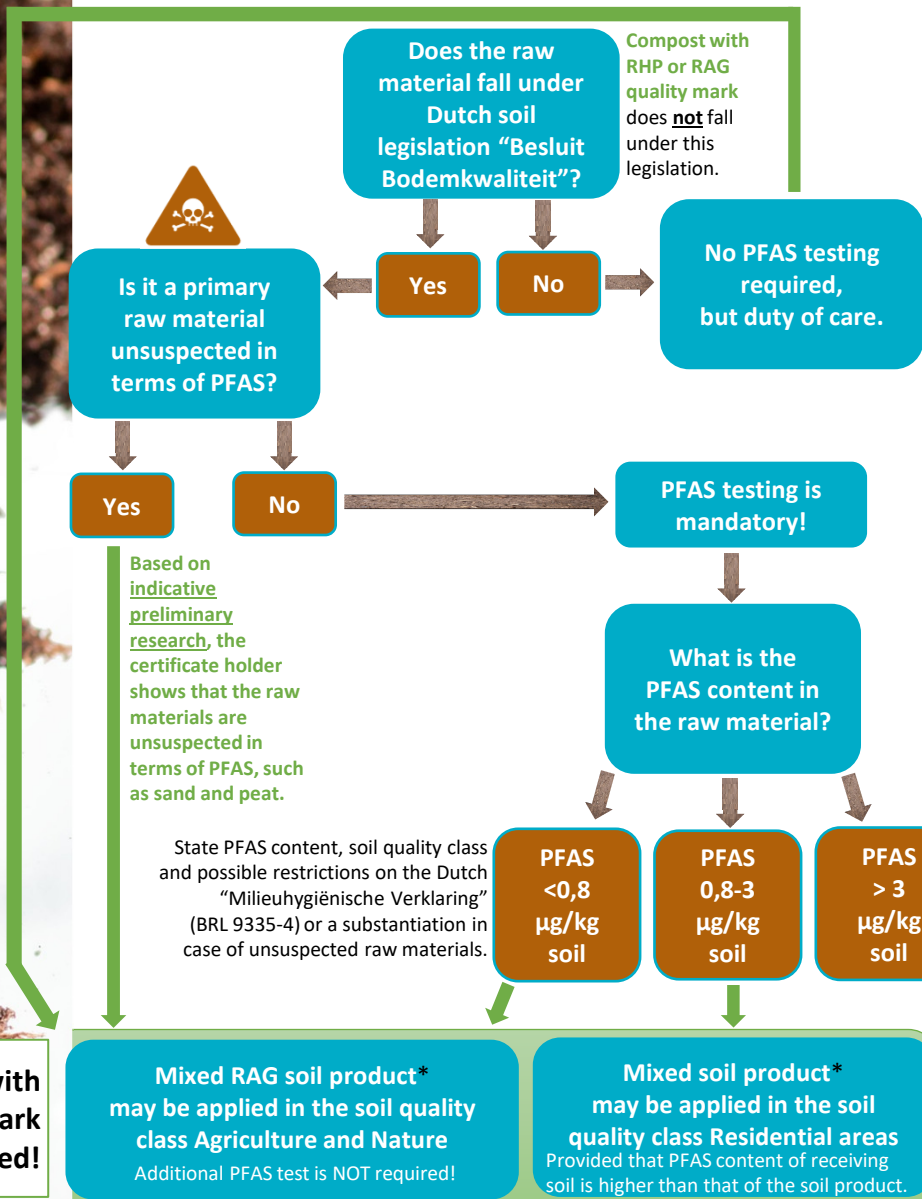 Does the raw
material fall under
Dutch soil
legislation “Besluit
Bodemkwaliteit”?
Compost with
RHP or RAG
quality mark
does not fall
under this
legislation.
Yes
No
No PFAS testing
required,
but duty of care.
Is it a primary
raw material
unsuspected in
terms of PFAS?
Yes
No
PFAS testing is
mandatory!
Based on
indicative
preliminary
research, the
certificate holder
shows that the raw
materials are
unsuspected in
terms of PFAS, such
as sand and peat.
What is the
PFAS content in
the raw material?
State PFAS content, soil quality class
and possible restrictions on the Dutch
“Milieuhygiënische Verklaring”
(BRL 9335-4) or a substantiation in
case of unsuspected raw materials.
PFAS
<0,8
µg/kg
soil
PFAS
0,8-3
µg/kg
soil
PFAS
> 3
µg/kg
soil
with
ark
ed!
Mixed RAG soil product*
may be applied in the soil quality
class Agriculture and Nature
Additional PFAS test is NOT required!
Mixed soil product*
may be applied in the soil
quality class Residential areas
Provided that PFAS content of receiving
soil is higher than that of the soil product.